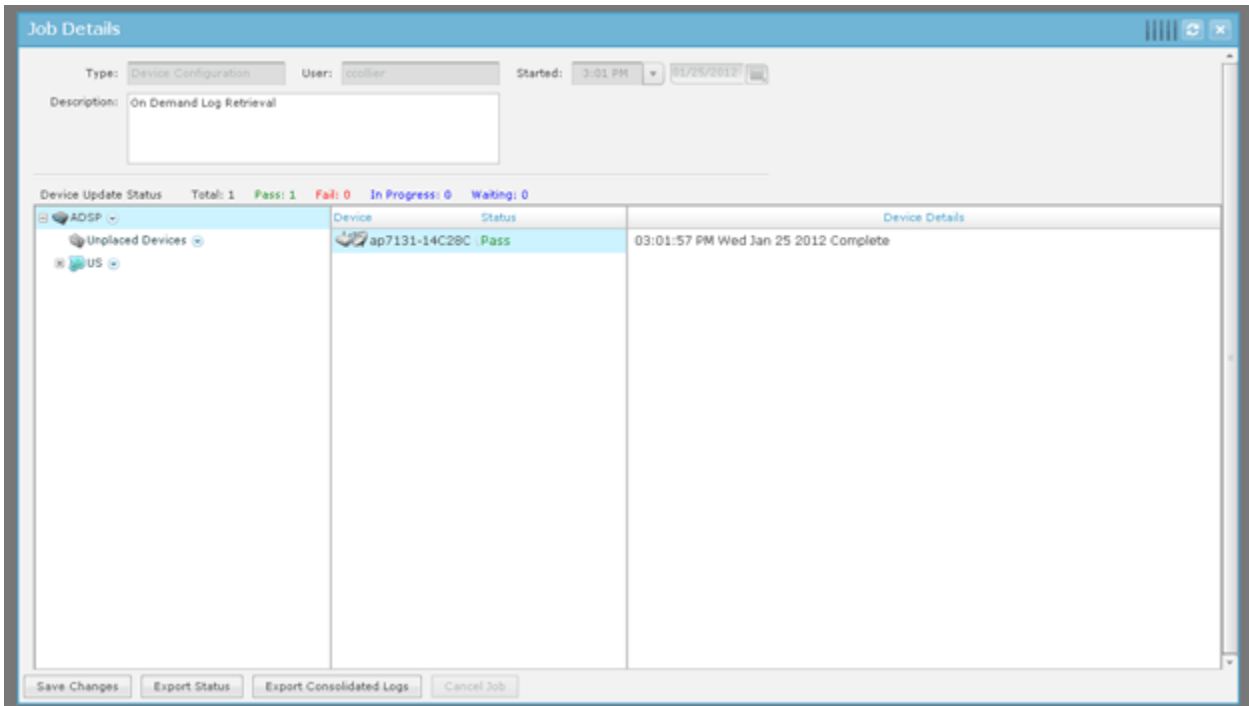 Job Details
Type: Device Configuration User: ccollier Started: 3:01 PM 01/25/2012
Description: On Demand Log Retrieval
Device Update Status Total: 1 Pass: 1 Fail: 0 In Progress: 0 Waiting: 0
ADSP Device Status Device Details
Unplaced Devices ap7131-14C28C Pass 03:01:57 PM Wed Jan 25 2012 Complete
US
Save Changes Export Status Export Consolidated Logs Cancel Job